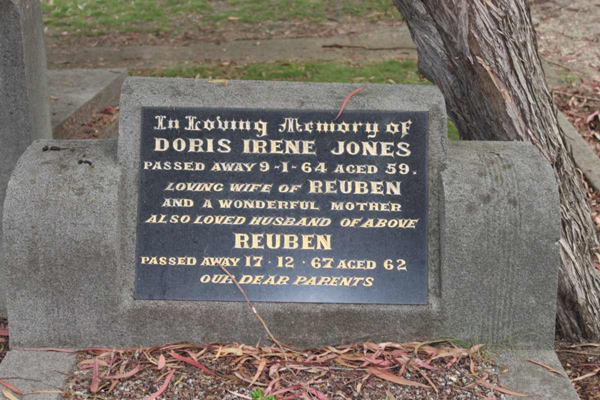 In Loving Memory of
DORIS IRENE JONES
PASSED AWAY 9-1-64 AGED 59.
LOVING WIFE OF REUBEN
AND A WONDERFUL MOTHER
ALSO LOVED HUSBAND OF ABOVE
REUBEN
PASSED AWAY 17·12·67 AGED 62
OUR DEAR PARENTS